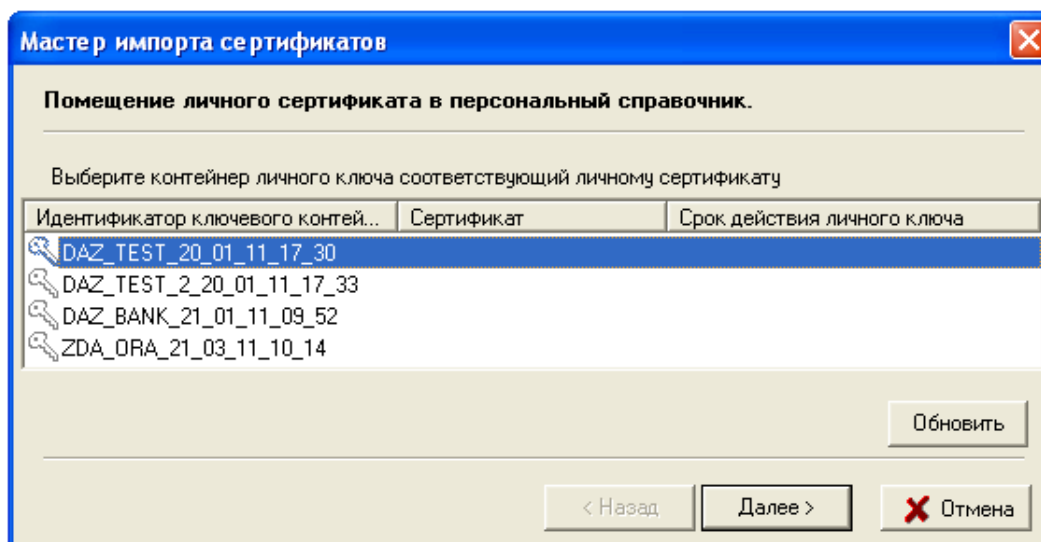 Мастер импорта сертификатов
Помещение личного сертификата в персональный справочник.
Выберите контейнер личного ключа соответствующий личному сертификату
Идентификатор ключевого контей... Сертификат Срок действия личного ключа
DAZ_TEST_20_01_11_17_30
DAZ_TEST_2_20_01_11_17_33
DAZ_BANK_21_01_11_09_52
ZDA_ORA_21_03_11_10_14
Обновить
< Назад Далее > Отмена